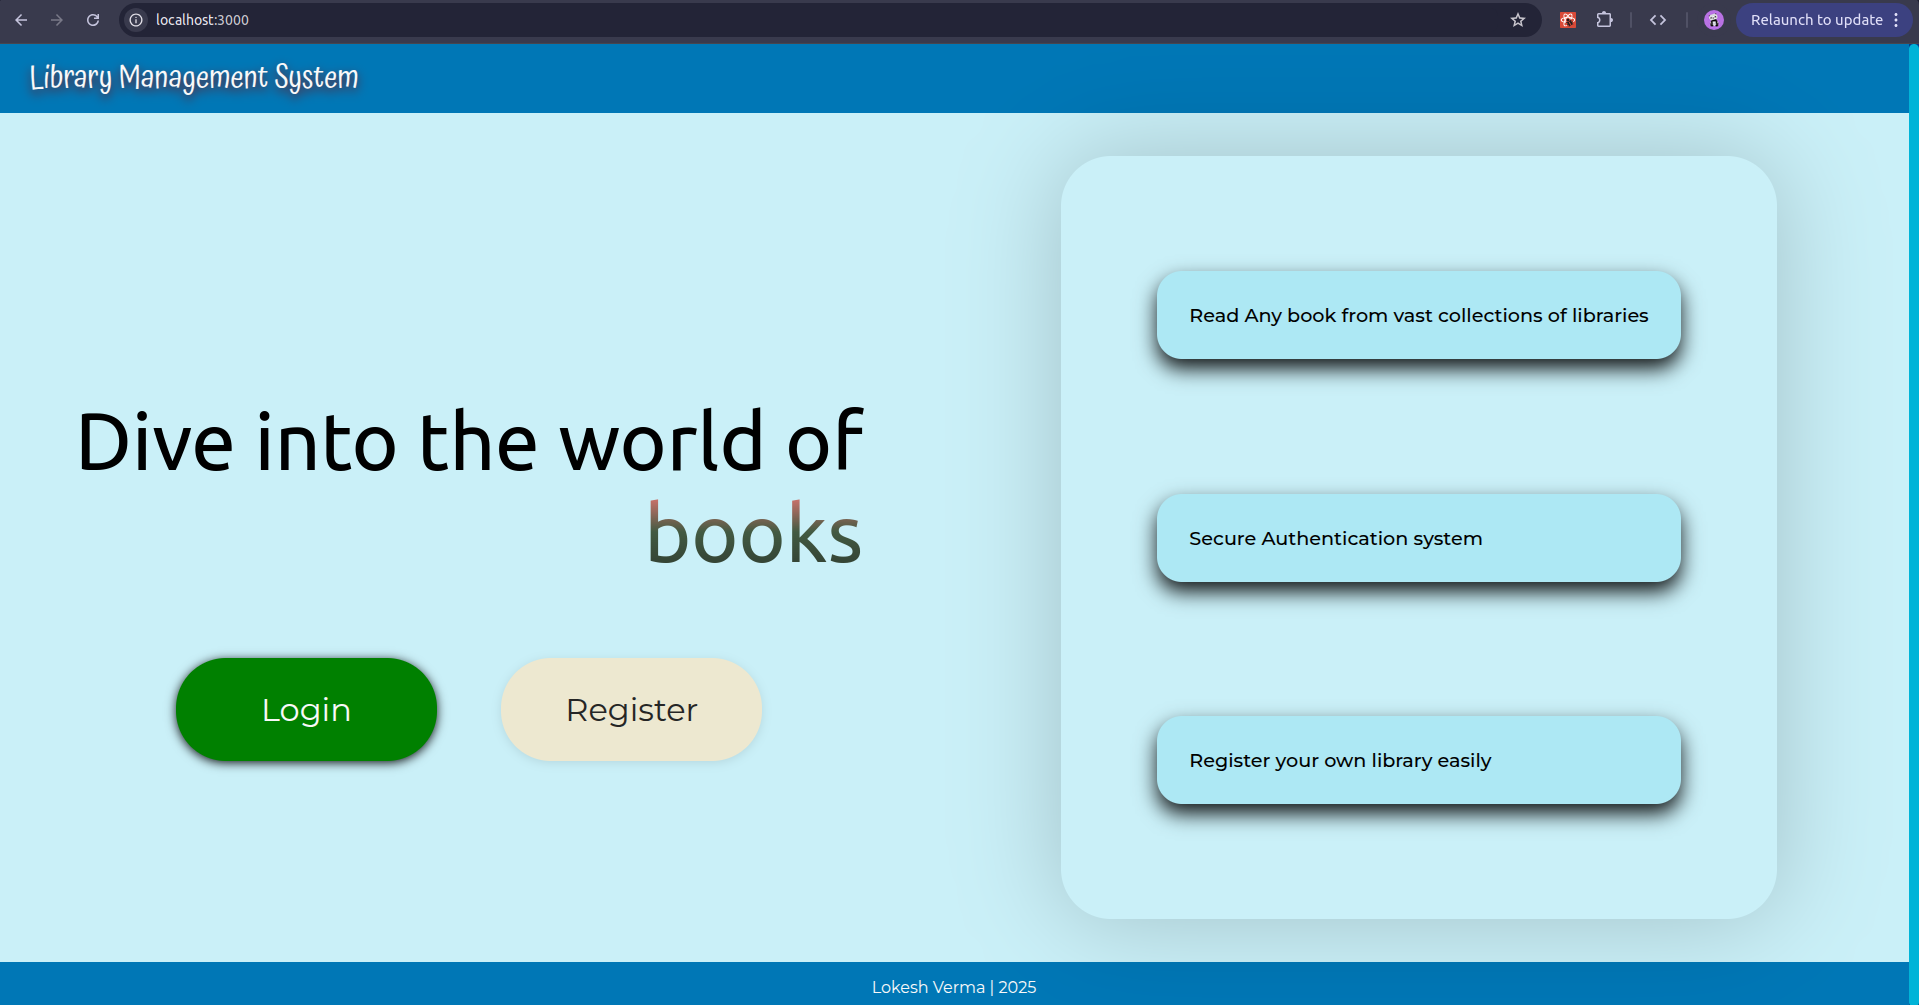 localhost:3000
Relaunch to update
Library Management System
Dive into the world of
books
Login
Register
Read Any book from vast collections of libraries
Secure Authentication system
Register your own library easily
Lokesh Verma | 2025